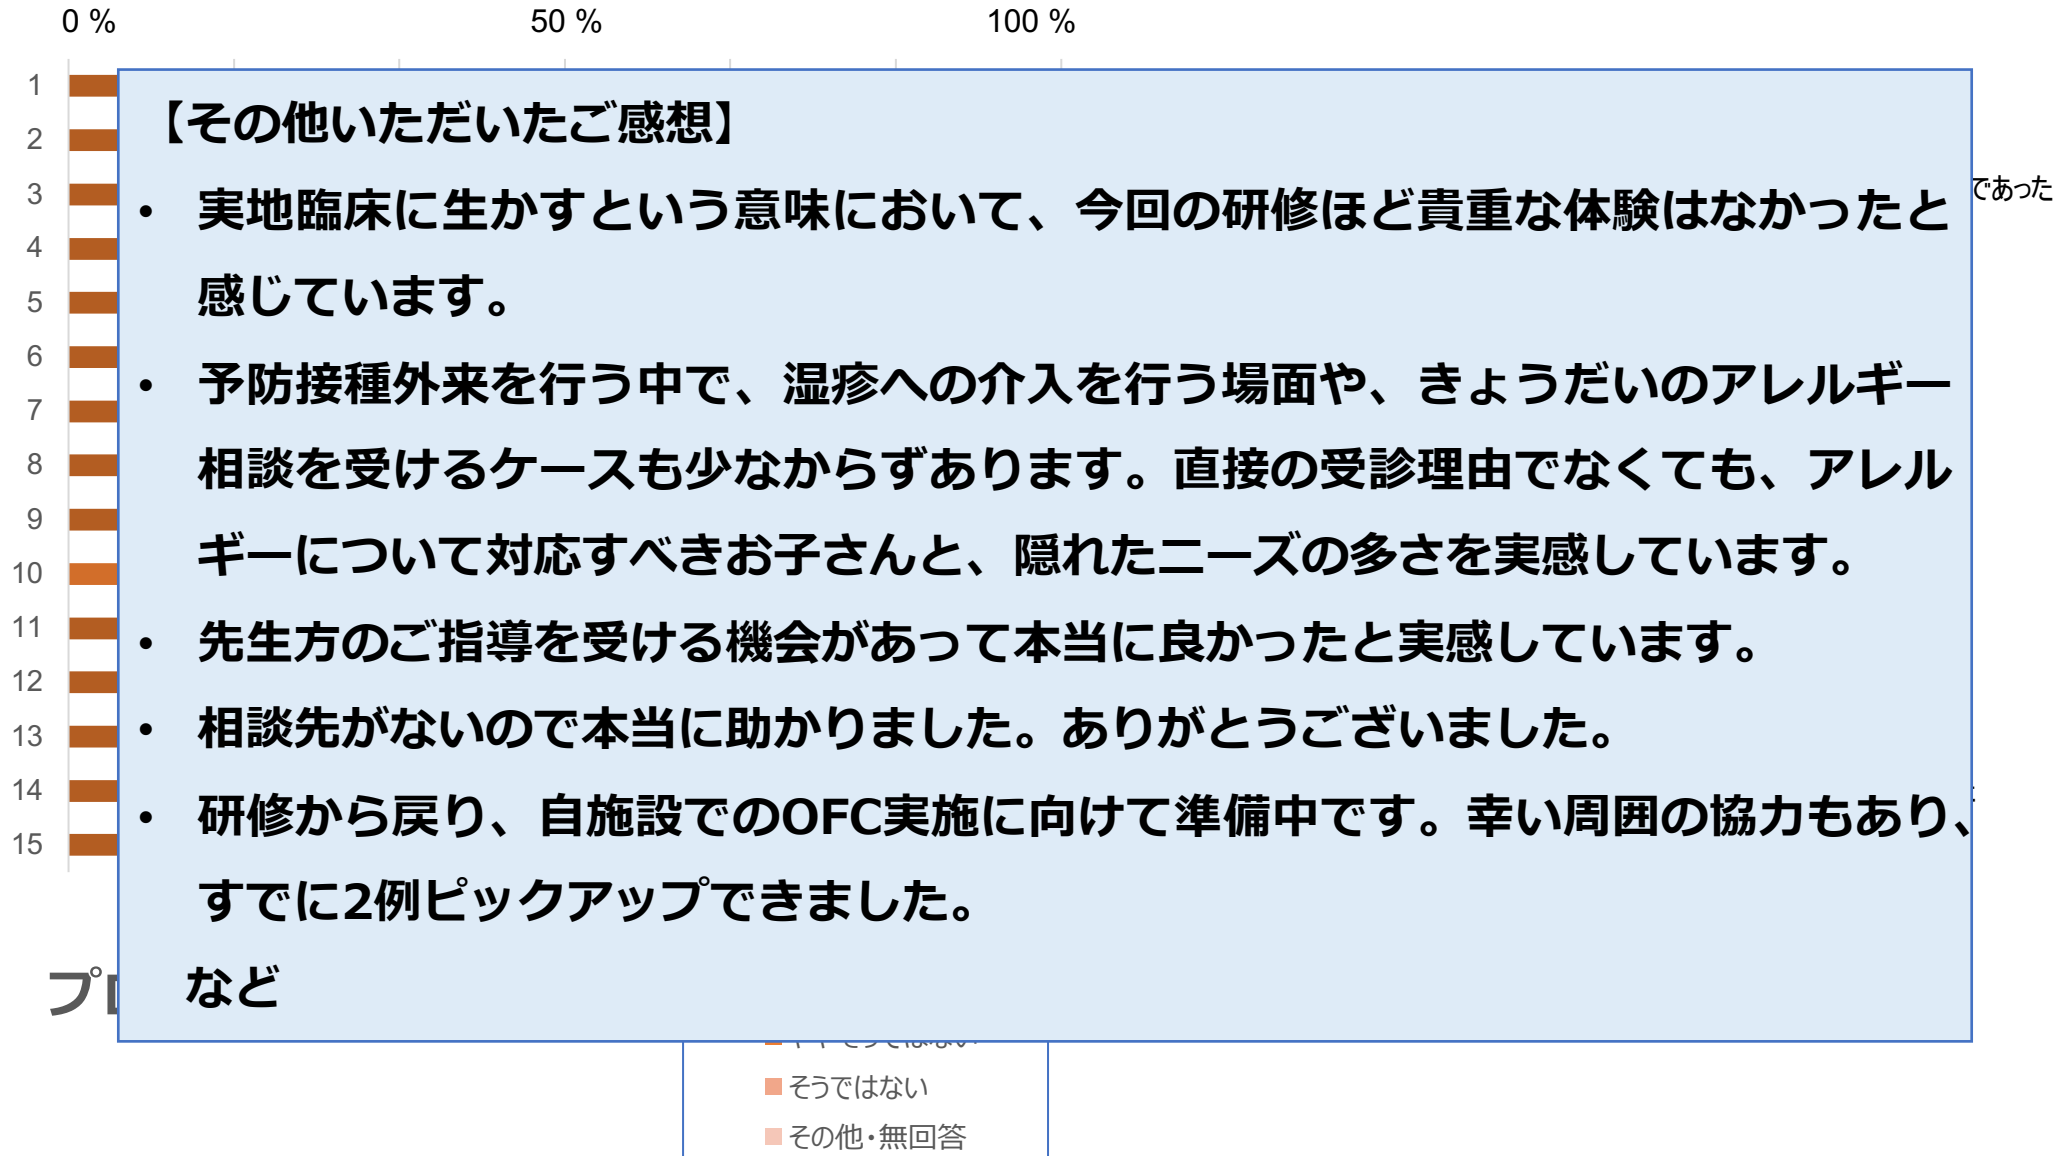 0 % 50 % 100 %
1
2
3
4
5
6
7
8
9
10
11
12
13
14
15
【その他いただいたご感想】
• 実地臨床に生かすという意味において、今回の研修ほど貴重な体験はなかったと
感じています。
• 予防接種外来を行う中で、湿疹への介入を行う場面や、きょうだいのアレルギー
相談を受けるケースも少なからずあります。直接の受診理由でなくても、アレル
ギーについて対応すべきお子さんと、隠れたニーズの多さを実感しています。
• 先生方のご指導を受ける機会があって本当に良かったと実感しています。
• 相談先がないので本当に助かりました。ありがとうございました。
• 研修から戻り、自施設でのOFC実施に向けて準備中です。幸い周囲の協力もあり、
すでに2例ピックアップできました。
など
であった
プロ
そうではない
その他・無回答